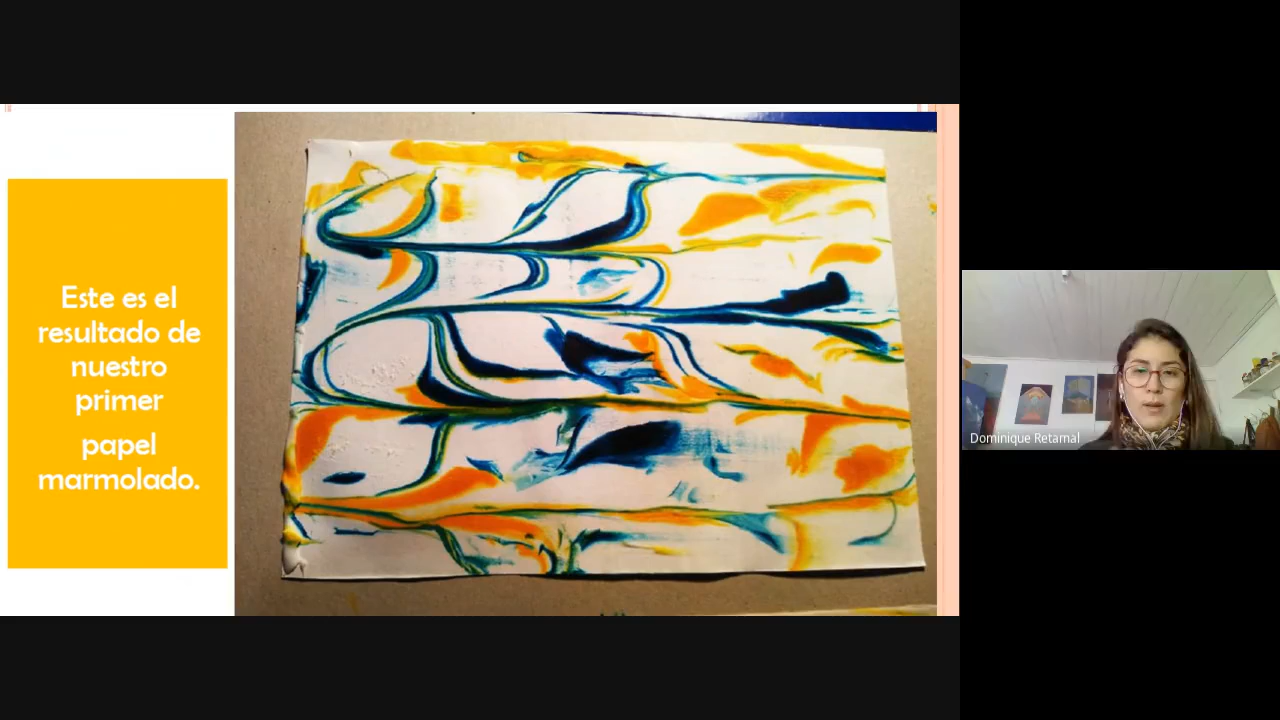 Este es el
resultado de
nuestro
primer
papel
marmolado.
Dominique Retamal